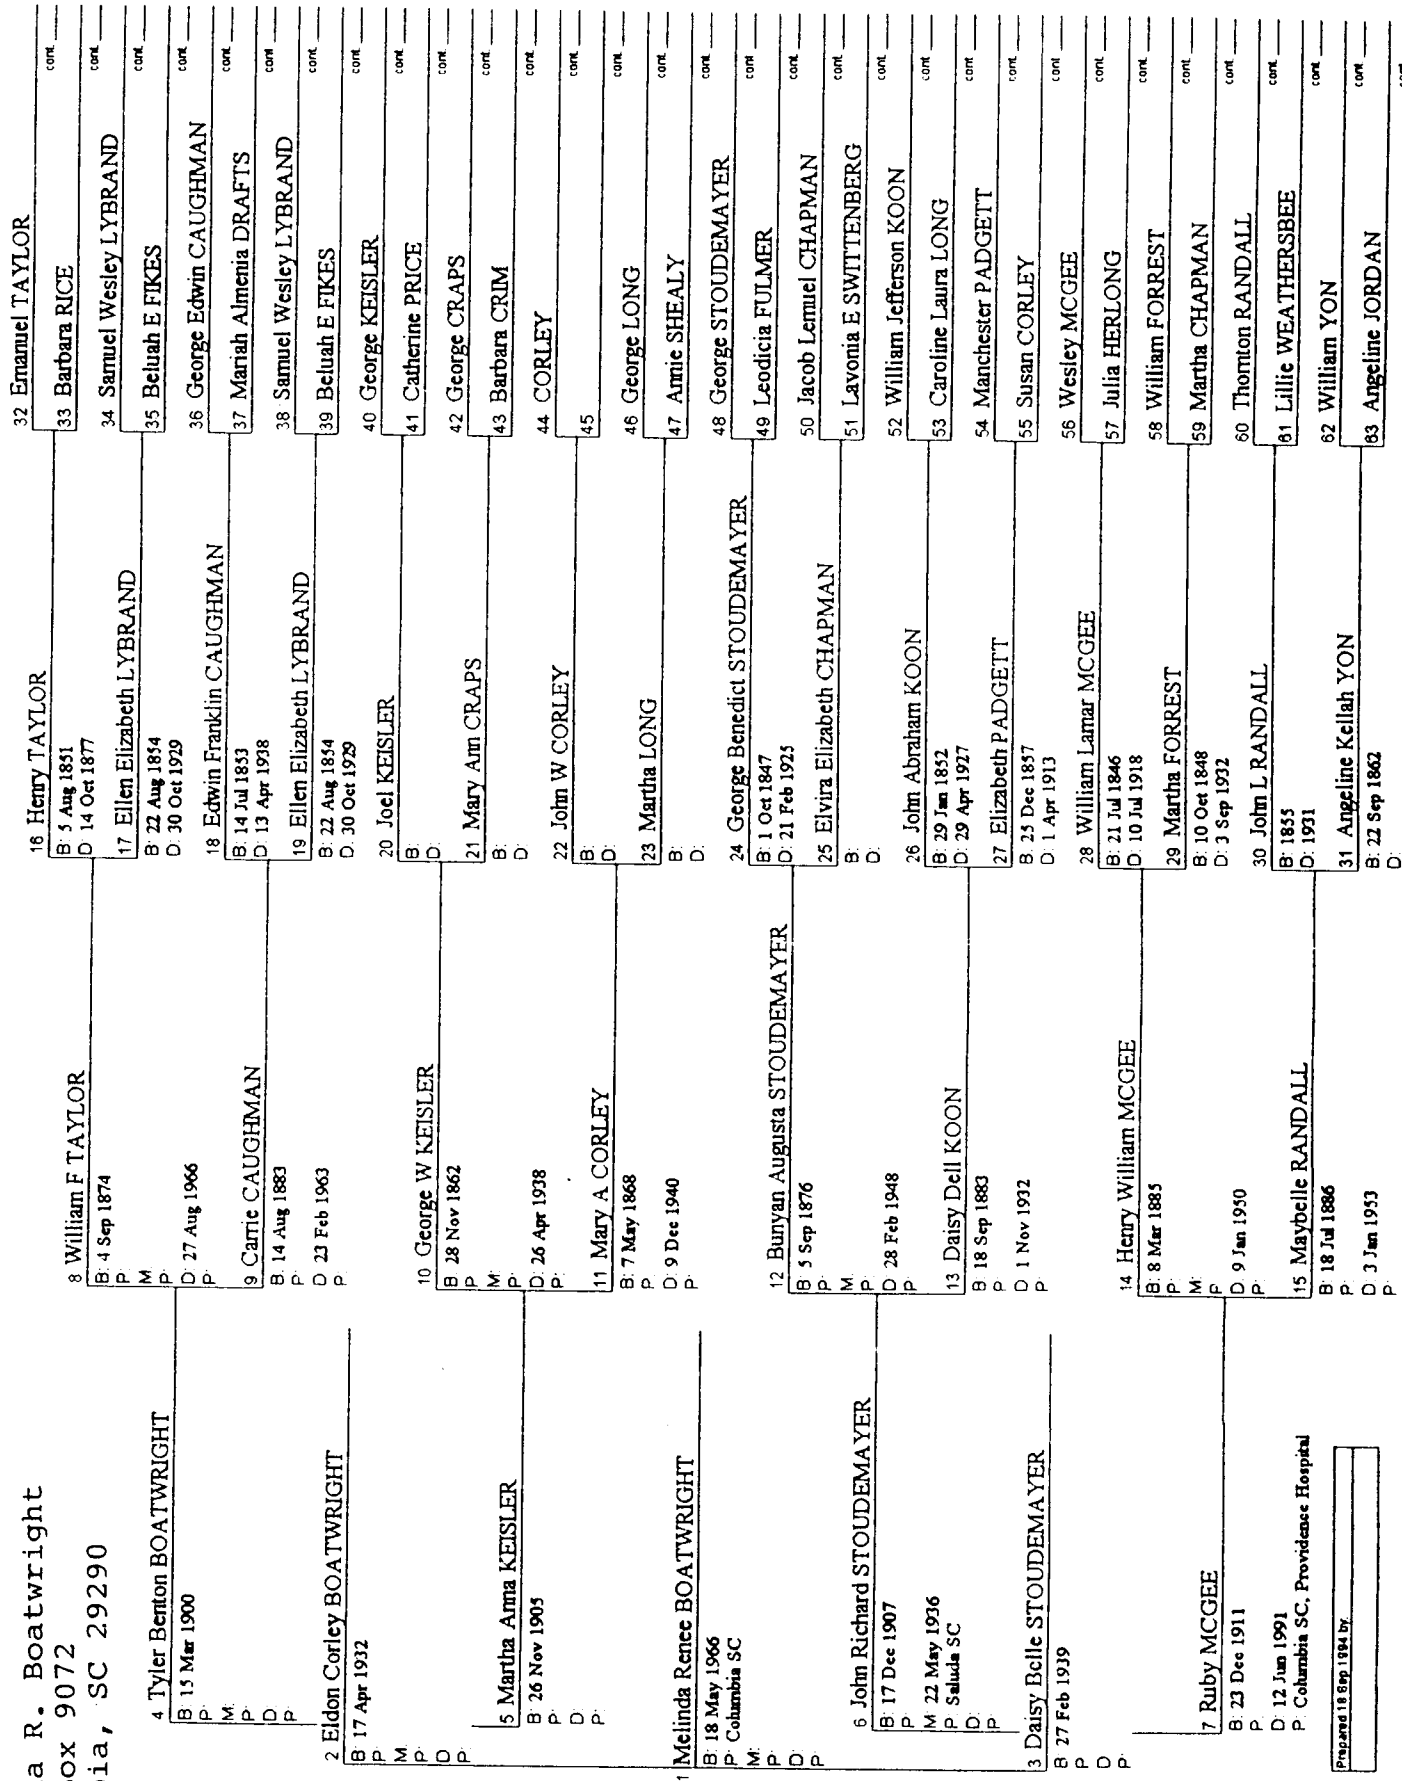 a R. Boatwright
ox 9072
bia, SC 29290
1 Melinda Renee BOATWRIGHT
B: 18 May 1966
P: Columbia SC
M:
P:
D:
P:
2 Eldon Corley BOATWRIGHT
B: 17 Apr 1932
P:
M:
P:
D:
P:
3 Daisy Belle STOUDEMAYER
B: 27 Feb 1939
P:
D:
P:
4 Tyler Benton BOATWRIGHT
B: 15 Mar 1900
P:
M:
P:
D:
P:
5 Martha Anna KEISLER
B: 26 Nov 1905
P:
D:
P:
6 John Richard STOUDEMAYER
B: 17 Dec 1907
P:
M: 22 May 1936
P: Saluda SC
D:
P:
7 Ruby MCGEE
B: 23 Dec 1911
P:
D: 12 Jun 1991
P: Columbia SC, Providence Hospital
8 William F TAYLOR
B: 4 Sep 1874
P:
M:
P:
D: 27 Aug 1966
P:
9 Carrie CAUGHMAN
B: 14 Aug 1883
P:
D: 23 Feb 1963
P:
10 George W KEISLER
B: 28 Nov 1862
P:
M:
P:
D: 26 Apr 1938
P:
11 Mary A CORLEY
B: 7 May 1868
P:
D: 9 Dec 1940
P:
12 Bunyan Augusta STOUDEMAYER
B: 5 Sep 1876
P:
M:
P:
D: 28 Feb 1948
P:
13 Daisy Dell KOON
B: 18 Sep 1883
P:
D: 1 Nov 1932
P:
14 Henry William MCGEE
B: 8 Mar 1885
P:
M:
P:
D: 9 Jan 1950
P:
15 Maybelle RANDALL
B: 18 Jul 1886
P:
D: 3 Jan 1953
P:
16 Henry TAYLOR
B: 5 Aug 1851
D: 14 Oct 1877
17 Ellen Elizabeth LYBRAND
B: 22 Aug 1854
D: 30 Oct 1929
18 Edwin Franklin CAUGHMAN
B: 14 Jul 1853
D: 13 Apr 1938
19 Ellen Elizabeth LYBRAND
B: 22 Aug 1854
D: 30 Oct 1929
20 Joel KEISLER
B:
D:
21 Mary Ann CRAPS
B:
D:
22 John W CORLEY
B:
D:
23 Martha LONG
B:
D:
24 George Benedict STOUDEMAYER
B: 1 Oct 1847
D: 21 Feb 1925
25 Elvira Elizabeth CHAPMAN
B:
D:
26 John Abraham KOON
B: 29 Jan 1852
D: 29 Apr 1927
27 Elizabeth PADGETT
B: 25 Dec 1857
D: 1 Apr 1913
28 William Lamar MCGEE
B: 21 Jul 1846
D: 10 Jul 1918
29 Martha FORREST
B: 10 Oct 1848
D: 3 Sep 1932
30 John L RANDALL
B: 1855
D: 1931
31 Angeline Kellah YON
B: 22 Sep 1862
D:
32 Emanuel TAYLOR
cont.
33 Barbara RICE
cont.
34 Samuel Wesley LYBRAND
cont.
35 Beluah E FIKES
cont.
36 George Edwin CAUGHMAN
cont.
37 Mariah Almenia DRAFTS
cont.
38 Samuel Wesley LYBRAND
cont.
39 Beluah E FIKES
cont.
40 George KEISLER
cont.
41 Catherine PRICE
cont.
42 George CRAPS
cont.
43 Barbara CRIM
cont.
44 CORLEY
cont.
45
cont.
46 George LONG
cont.
47 Amie SHEALY
cont.
48 George STOUDEMAYER
cont.
49 Leodicia FULMER
cont.
50 Jacob Lemuel CHAPMAN
cont.
51 Lavonia E SWITTENBERG
cont.
52 William Jefferson KOON
cont.
53 Caroline Laura LONG
cont.
54 Manchester PADGETT
cont.
55 Susan CORLEY
cont.
56 Wesley MCGEE
cont.
57 Julia HERLONG
cont.
58 William FORREST
cont.
59 Martha CHAPMAN
cont.
60 Thornton RANDALL
cont.
61 Lillie WEATHERSBEE
cont.
62 William YON
cont.
63 Angeline JORDAN
cont.
Prepared 18 Sep 1994 by: